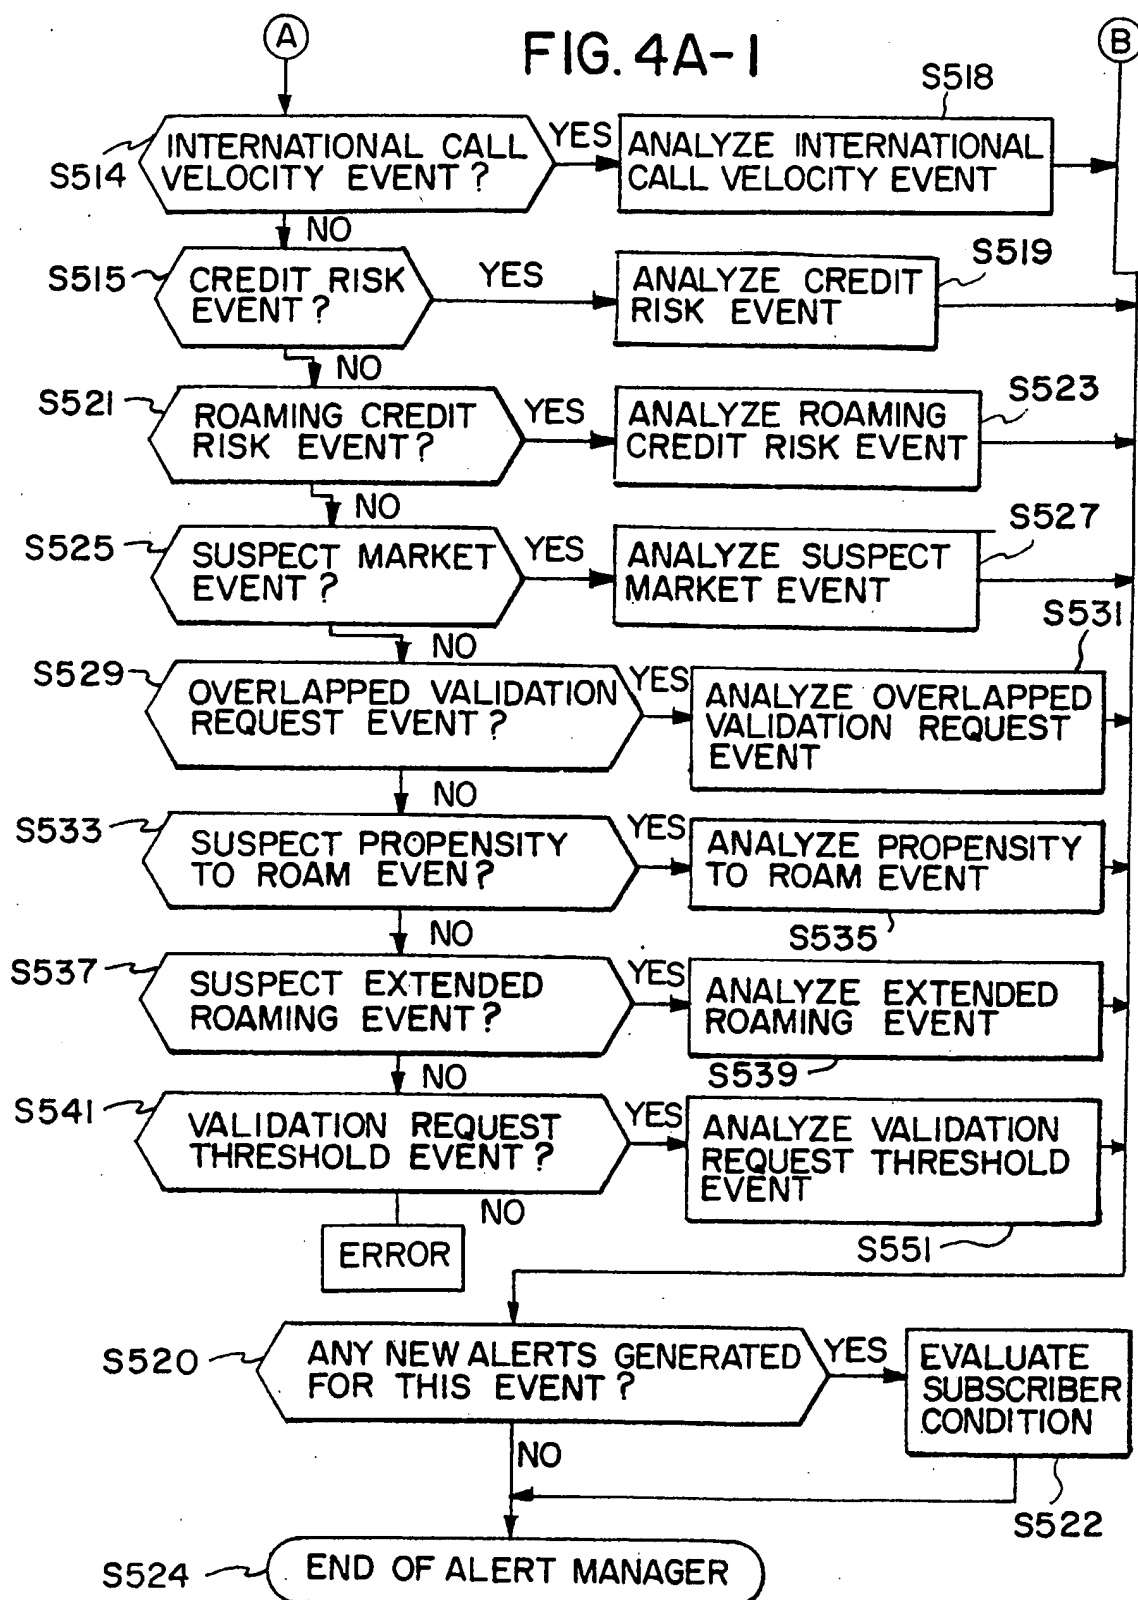 A
FIG. 4A-1
B
S518
S514
INTERNATIONAL CALL
VELOCITY EVENT?
YES
ANALYZE INTERNATIONAL
CALL VELOCITY EVENT
NO
S515
CREDIT RISK
EVENT?
YES
ANALYZE CREDIT
RISK EVENT
S519
NO
S521
ROAMING CREDIT
RISK EVENT?
YES
ANALYZE ROAMING
CREDIT RISK EVENT
S523
NO
S525
SUSPECT MARKET
EVENT?
YES
ANALYZE SUSPECT
MARKET EVENT
S527
NO
S529
OVERLAPPED VALIDATION
REQUEST EVENT?
YES
ANALYZE OVERLAPPED
VALIDATION REQUEST
EVENT
S531
NO
S533
SUSPECT PROPENSITY
TO ROAM EVEN?
YES
ANALYZE PROPENSITY
TO ROAM EVENT
S535
NO
S537
SUSPECT EXTENDED
ROAMING EVENT?
YES
ANALYZE EXTENDED
ROAMING EVENT
S539
NO
S541
VALIDATION REQUEST
THRESHOLD EVENT?
YES
ANALYZE VALIDATION
REQUEST THRESHOLD
EVENT
S551
NO
ERROR
S520
ANY NEW ALERTS GENERATED
FOR THIS EVENT?
YES
EVALUATE
SUBSCRIBER
CONDITION
S522
NO
S524
END OF ALERT MANAGER